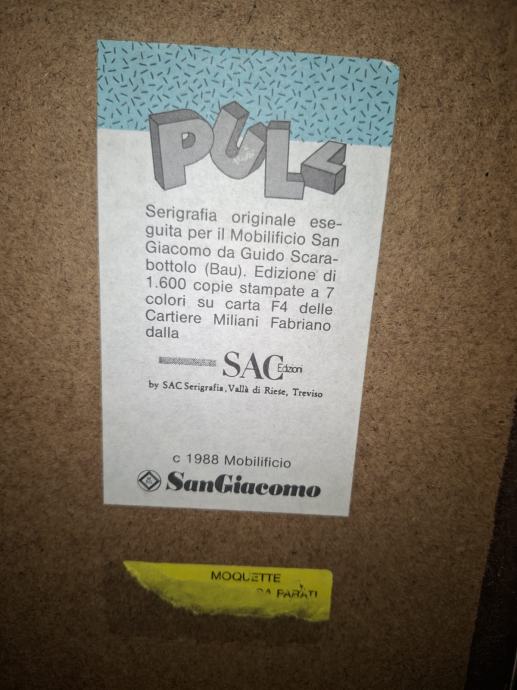 PULL
Serigrafia originale ese-
guita per il Mobilificio San
Giacomo da Guido Scara-
bottolo (Bau). Edizione di
1.600 copie stampate a 7
colori su carta F4 delle
Cartiere Miliani Fabriano
dalla
SAC Edizioni
by SAC Serigrafia, Vallà di Riese, Treviso
c 1988 Mobilificio
SanGiacomo
MOQUETTE
PARATI